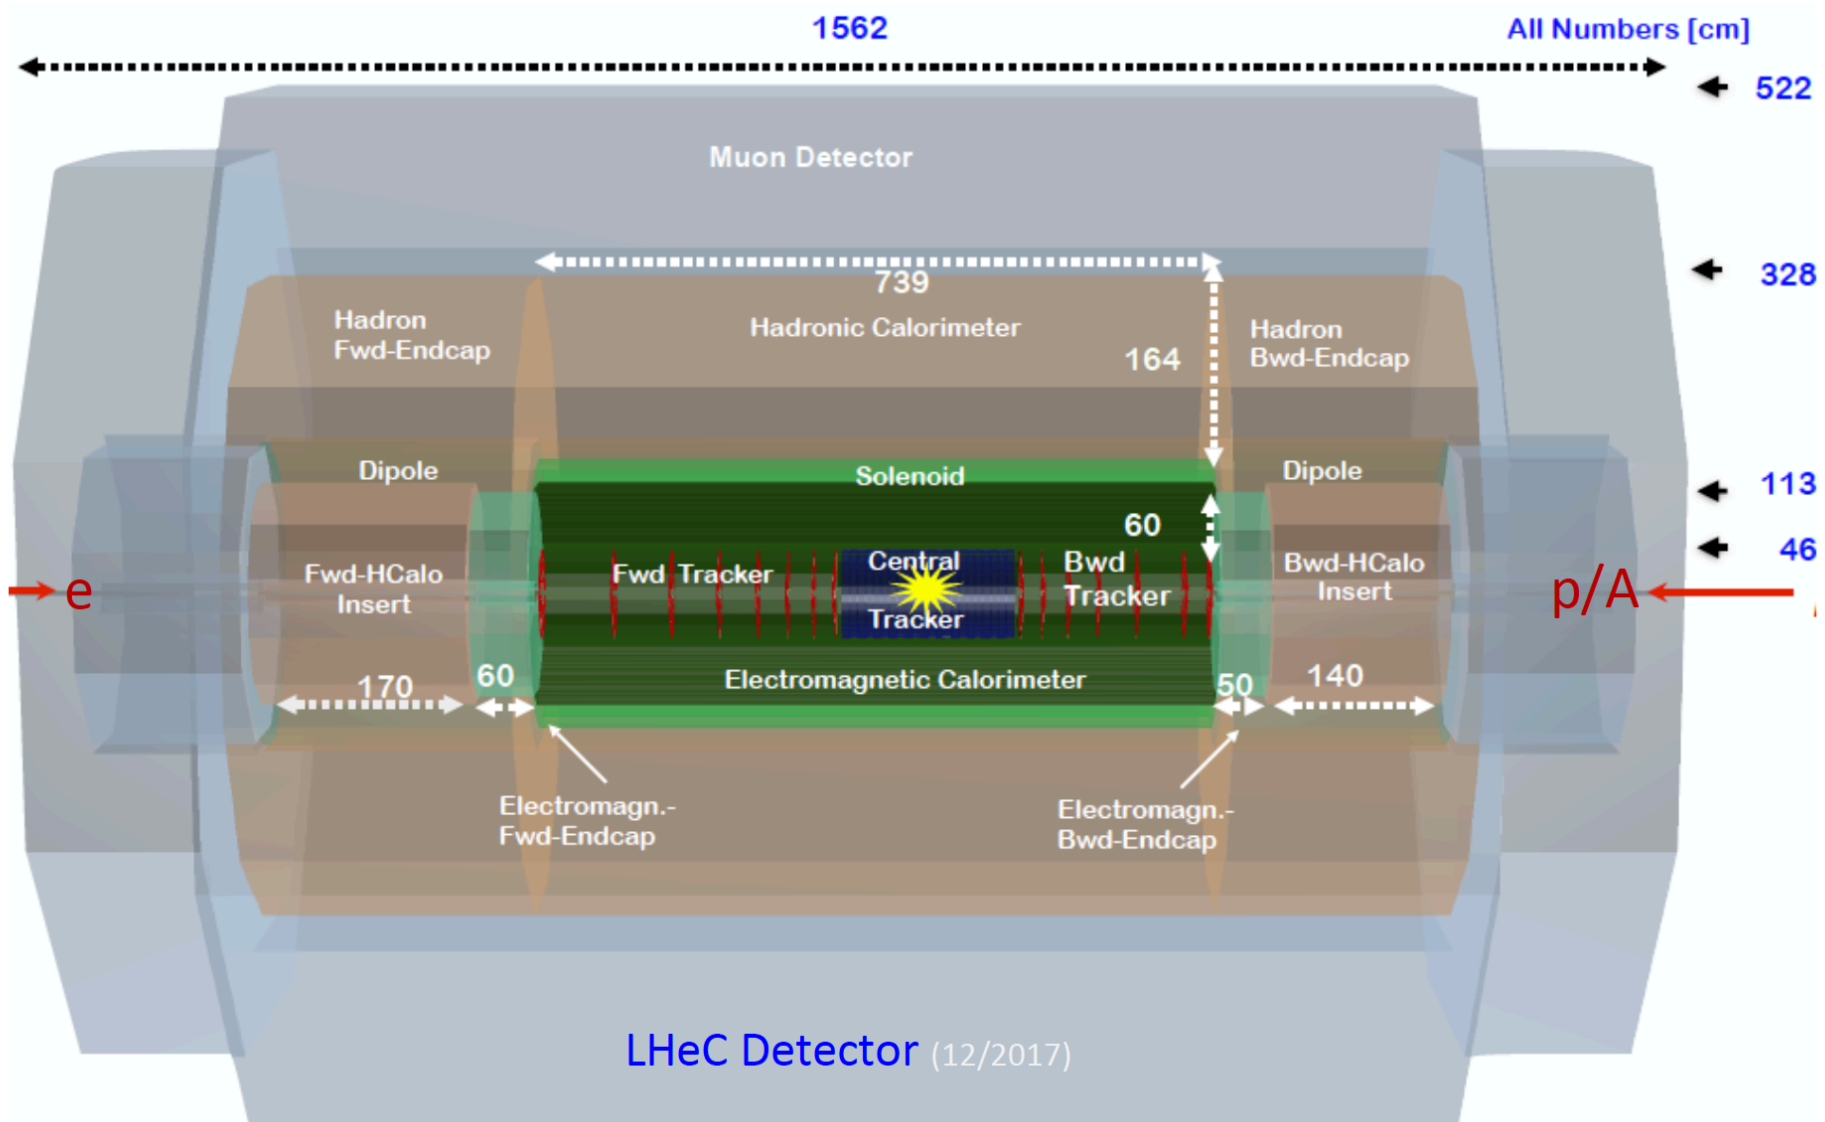 1562
All Numbers [cm]
522
Muon Detector
328
739
Hadronic Calorimeter
Hadron
Fwd-Endcap
164
Hadron
Bwd-Endcap
Dipole
Solenoid
Dipole
113
60
46
e
Fwd-HCalo
Insert
Fwd Tracker
Central
Tracker
Bwd
Tracker
Bwd-HCalo
Insert
p/A
170
60
Electromagnetic Calorimeter
50
140
Electromagn.-
Fwd-Endcap
Electromagn.-
Bwd-Endcap
LHeC Detector (12/2017)